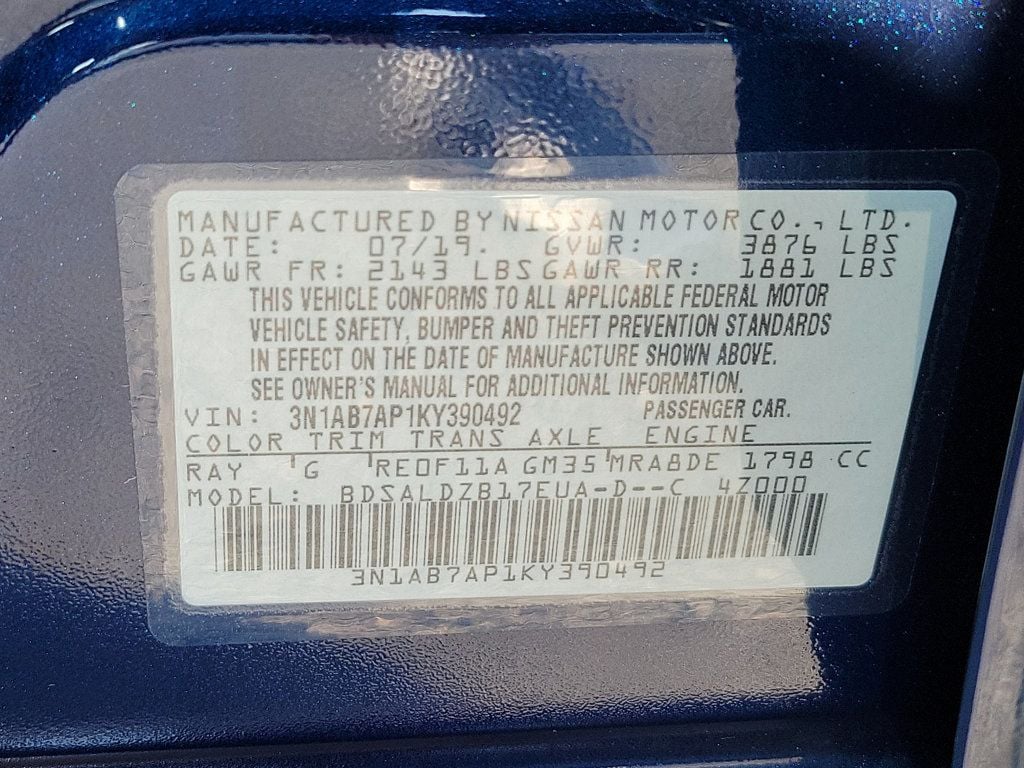 MANUFACTURED BY NISSAN MOTOR CO., LTD.
DATE: 07/19. GVWR: 3876 LBS
GAWR FR: 2143 LBS GAWR RR: 1881 LBS
THIS VEHICLE CONFORMS TO ALL APPLICABLE FEDERAL MOTOR
VEHICLE SAFETY, BUMPER AND THEFT PREVENTION STANDARDS
IN EFFECT ON THE DATE OF MANUFACTURE SHOWN ABOVE.
SEE OWNER'S MANUAL FOR ADDITIONAL INFORMATION.
VIN: 3N1AB7AP1KY390492 PASSENGER CAR.
COLOR TRIM TRANS AXLE ENGINE
RAY G RE0F11A GM35 MRA8DE 1798 CC
MODEL: BDSALDZB17EUA-D--C 4Z000
3N1AB7AP1KY390492